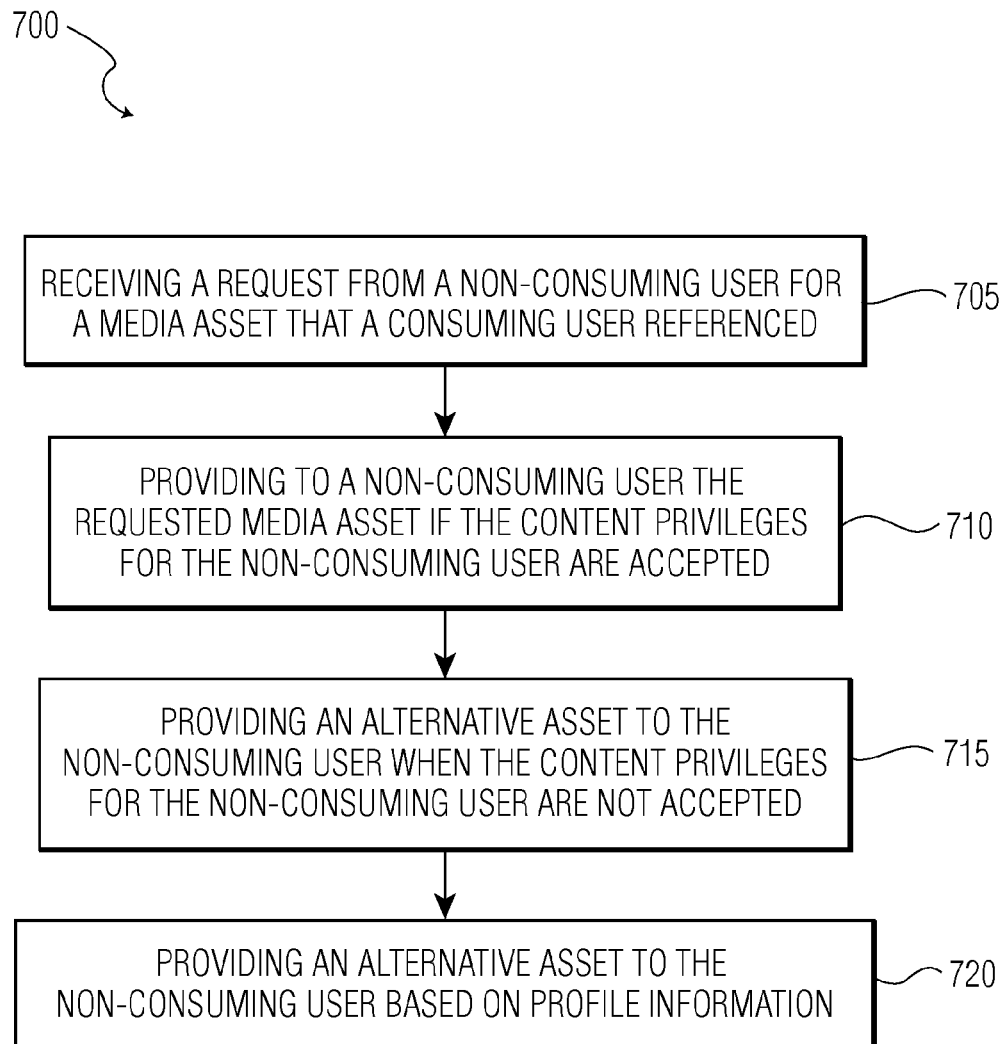 700
RECEIVING A REQUEST FROM A NON-CONSUMING USER FOR
A MEDIA ASSET THAT A CONSUMING USER REFERENCED
705
PROVIDING TO A NON-CONSUMING USER THE
REQUESTED MEDIA ASSET IF THE CONTENT PRIVILEGES
FOR THE NON-CONSUMING USER ARE ACCEPTED
710
PROVIDING AN ALTERNATIVE ASSET TO THE
NON-CONSUMING USER WHEN THE CONTENT PRIVILEGES
FOR THE NON-CONSUMING USER ARE NOT ACCEPTED
715
PROVIDING AN ALTERNATIVE ASSET TO THE
NON-CONSUMING USER BASED ON PROFILE INFORMATION
720